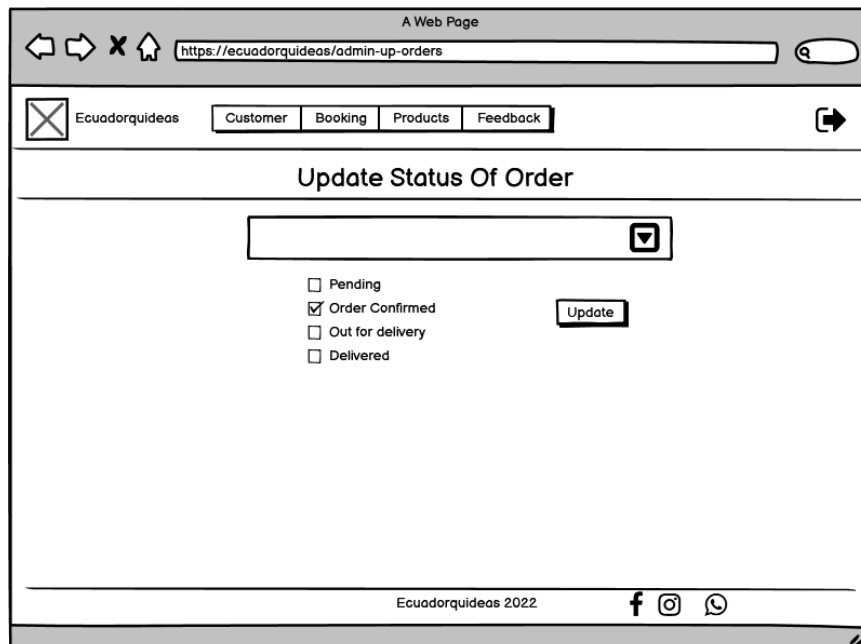 A Web Page
https://ecuadorquideas/admin-up-orders
Ecuadorquideas Customer Booking Products Feedback
Update Status Of Order
Pending
Order Confirmed
Update
Out for delivery
Delivered
Ecuadorquideas 2022